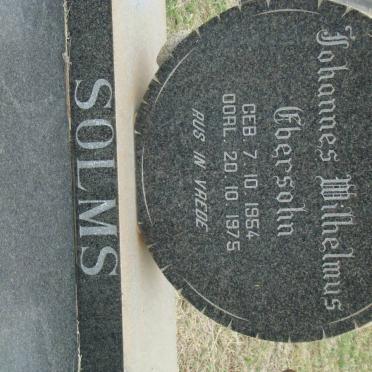 Johannes Wilhelmus
Ebersohn
GEB. 7. 10. 1954
OORL. 20. 10. 1975
RUS IN VREDE
SOLMS